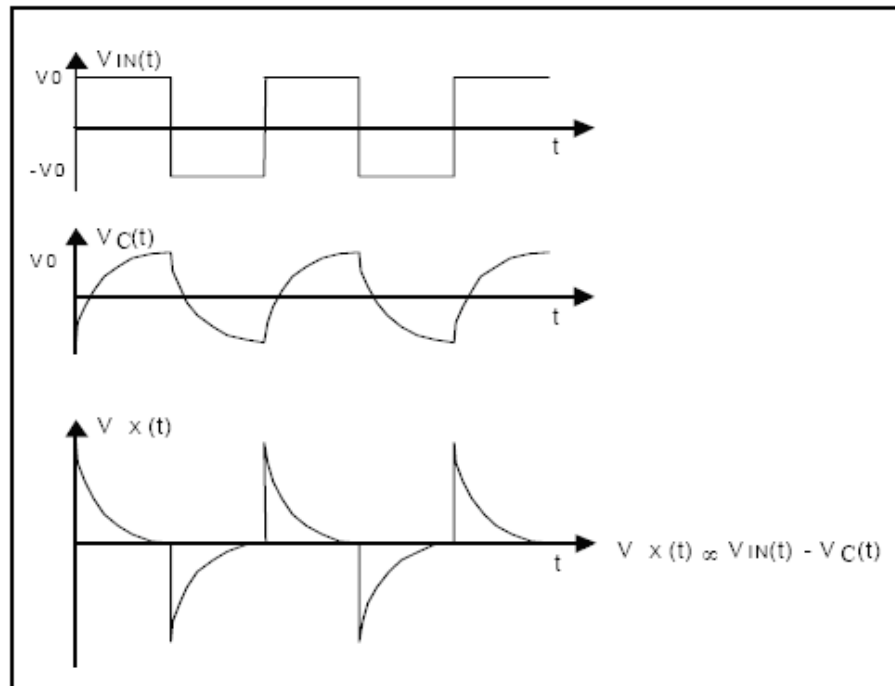 V IN(t)
V0
t
-V0
V C(t)
V0
t
V x (t)
t
V x (t) ∝ V IN(t) - V C(t)